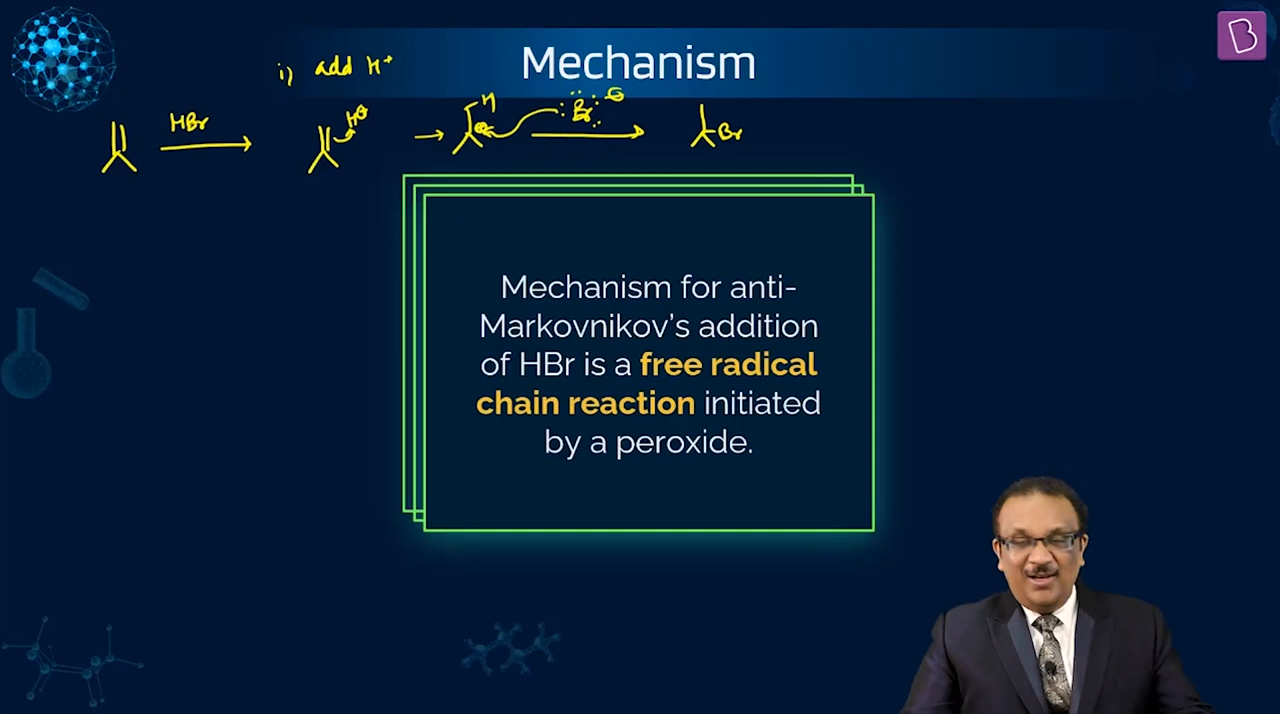 Mechanism
i) add H+
HBr
H⊕
H
:Br: ⊖
Br
Mechanism for anti-
Markovnikov's addition
of HBr is a free radical
chain reaction initiated
by a peroxide.
B